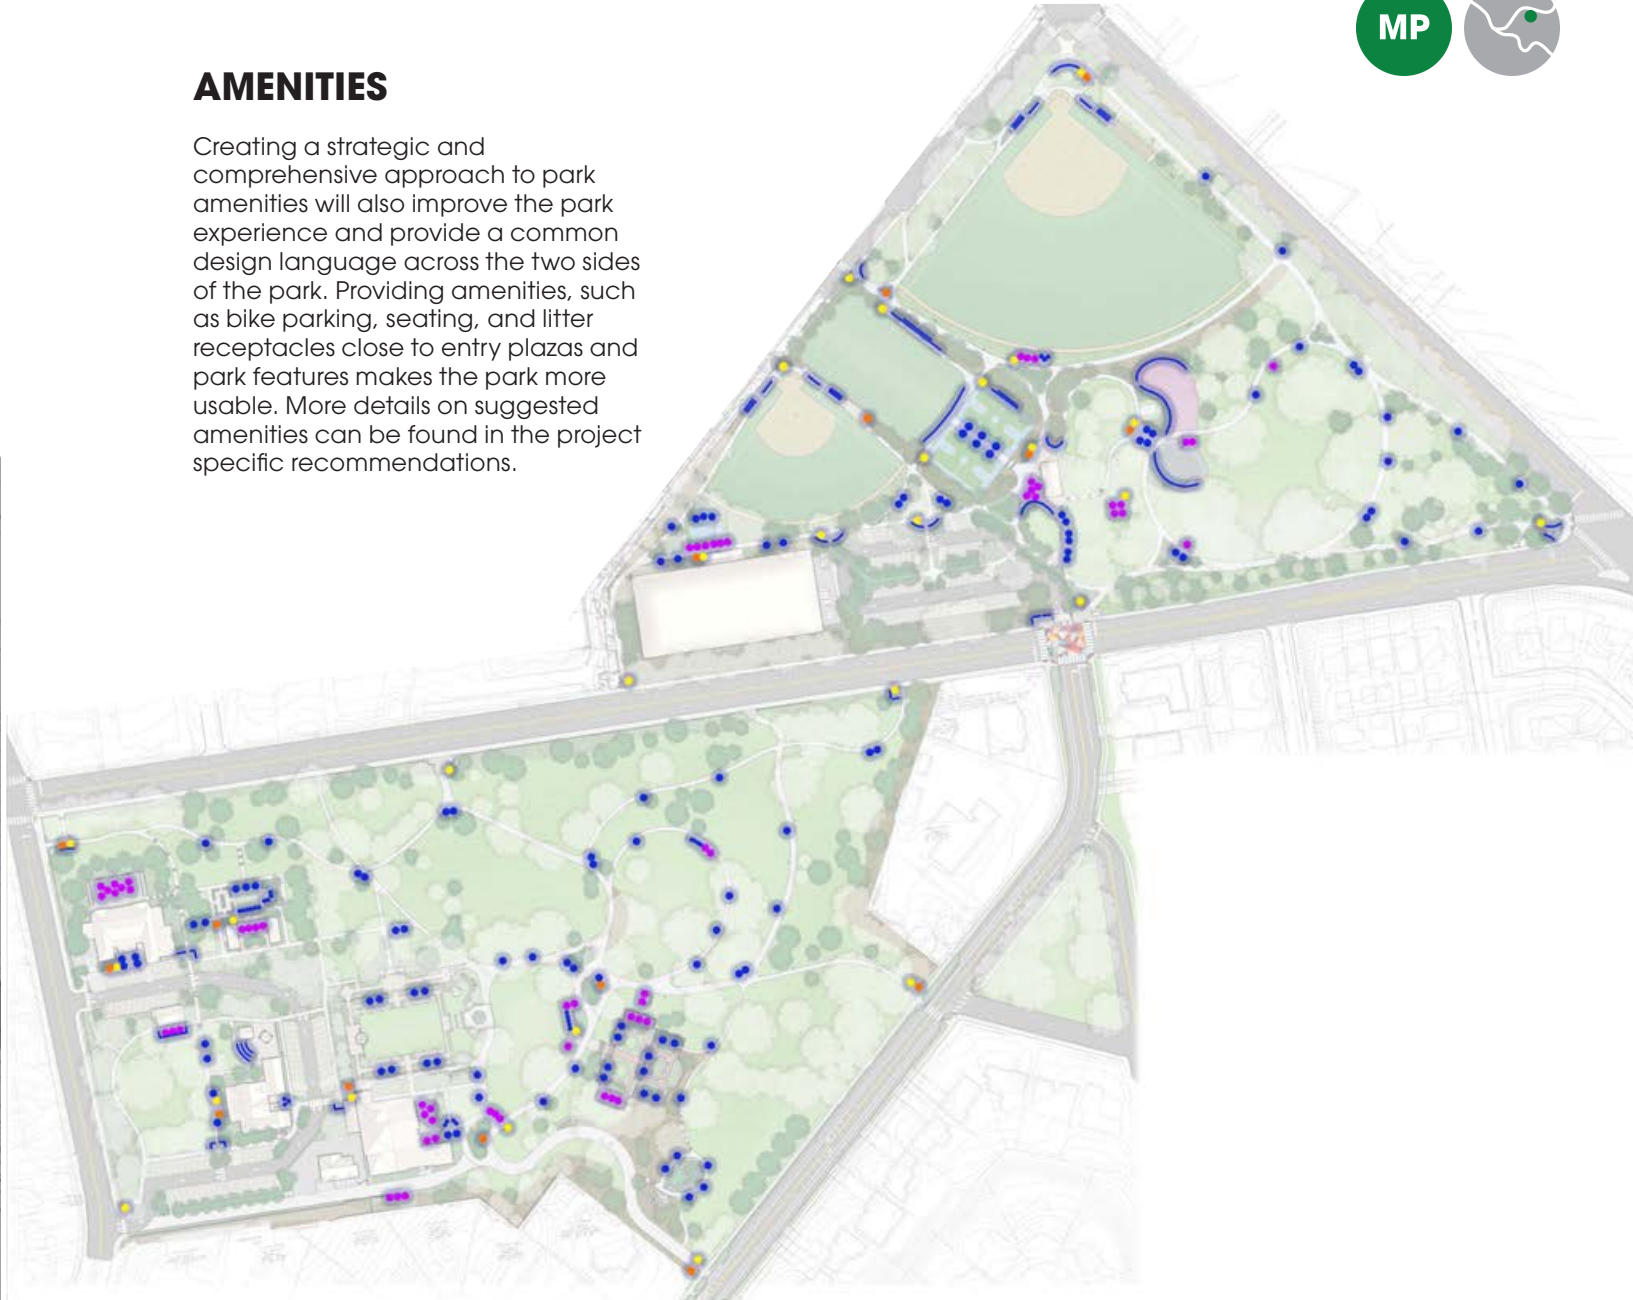 MP
AMENITIES
Creating a strategic and
comprehensive approach to park
amenities will also improve the park
experience and provide a common
design language across the two sides
of the park. Providing amenities, such
as bike parking, seating, and litter
receptacles close to entry plazas and
park features makes the park more
usable. More details on suggested
amenities can be found in the project
specific recommendations.